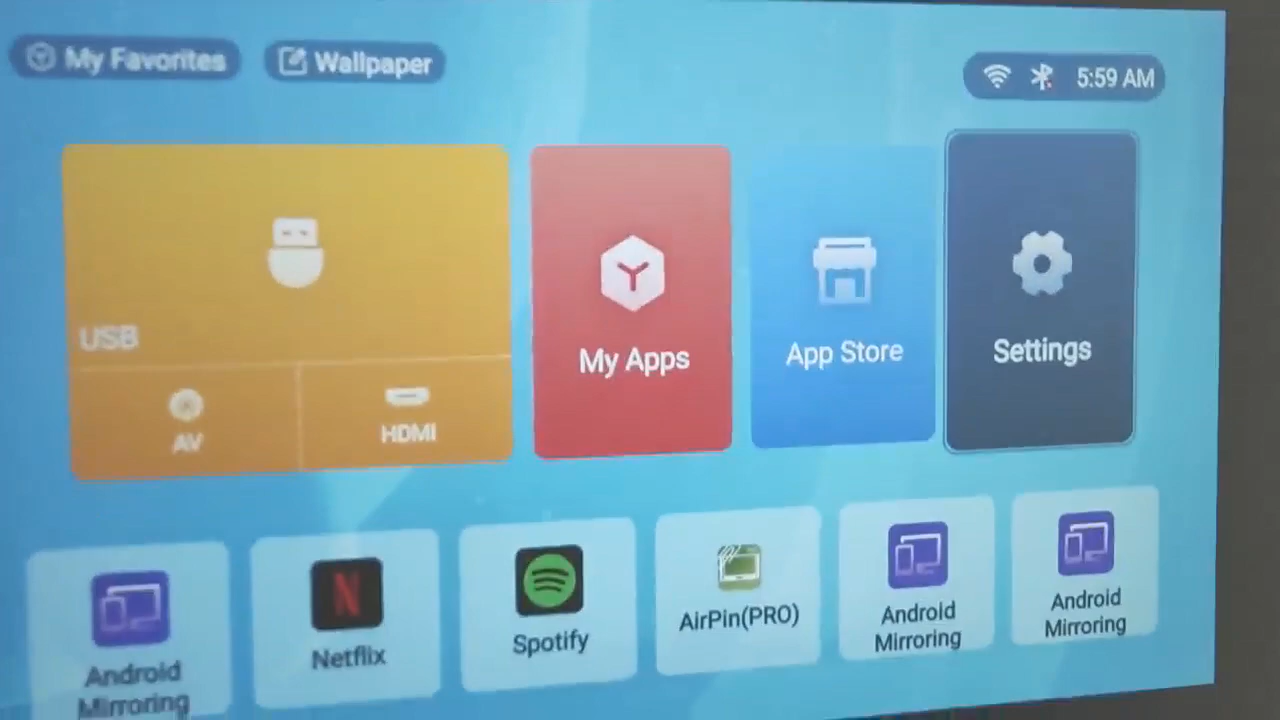 My Favorites
Wallpaper
5:59 AM
USB
AV
HDMI
My Apps
App Store
Settings
Android
Mirroring
Netflix
Spotify
AirPin(PRO)
Android
Mirroring
Android
Mirroring